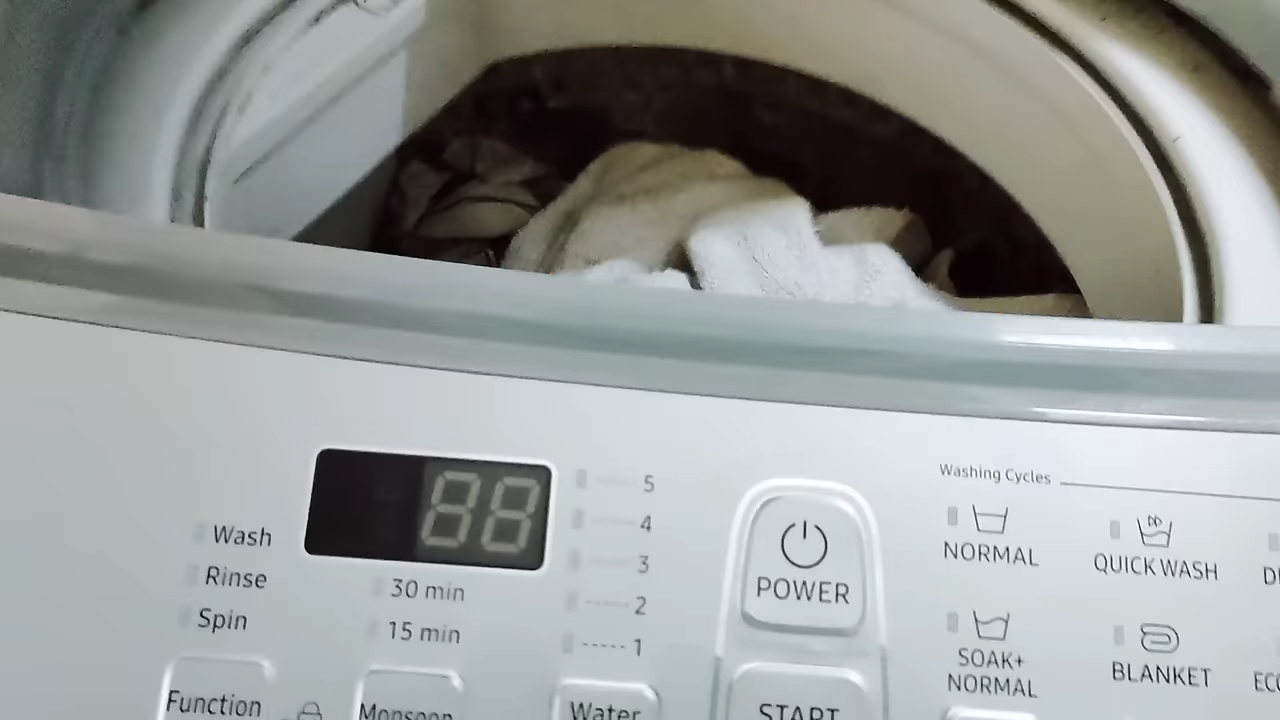 Washing Cycles
88
5
4
3
2
1
Wash
Rinse
Spin
30 min
15 min
POWER
NORMAL
QUICK WASH
SOAK+
NORMAL
BLANKET
Function
Monsoon
Water
START